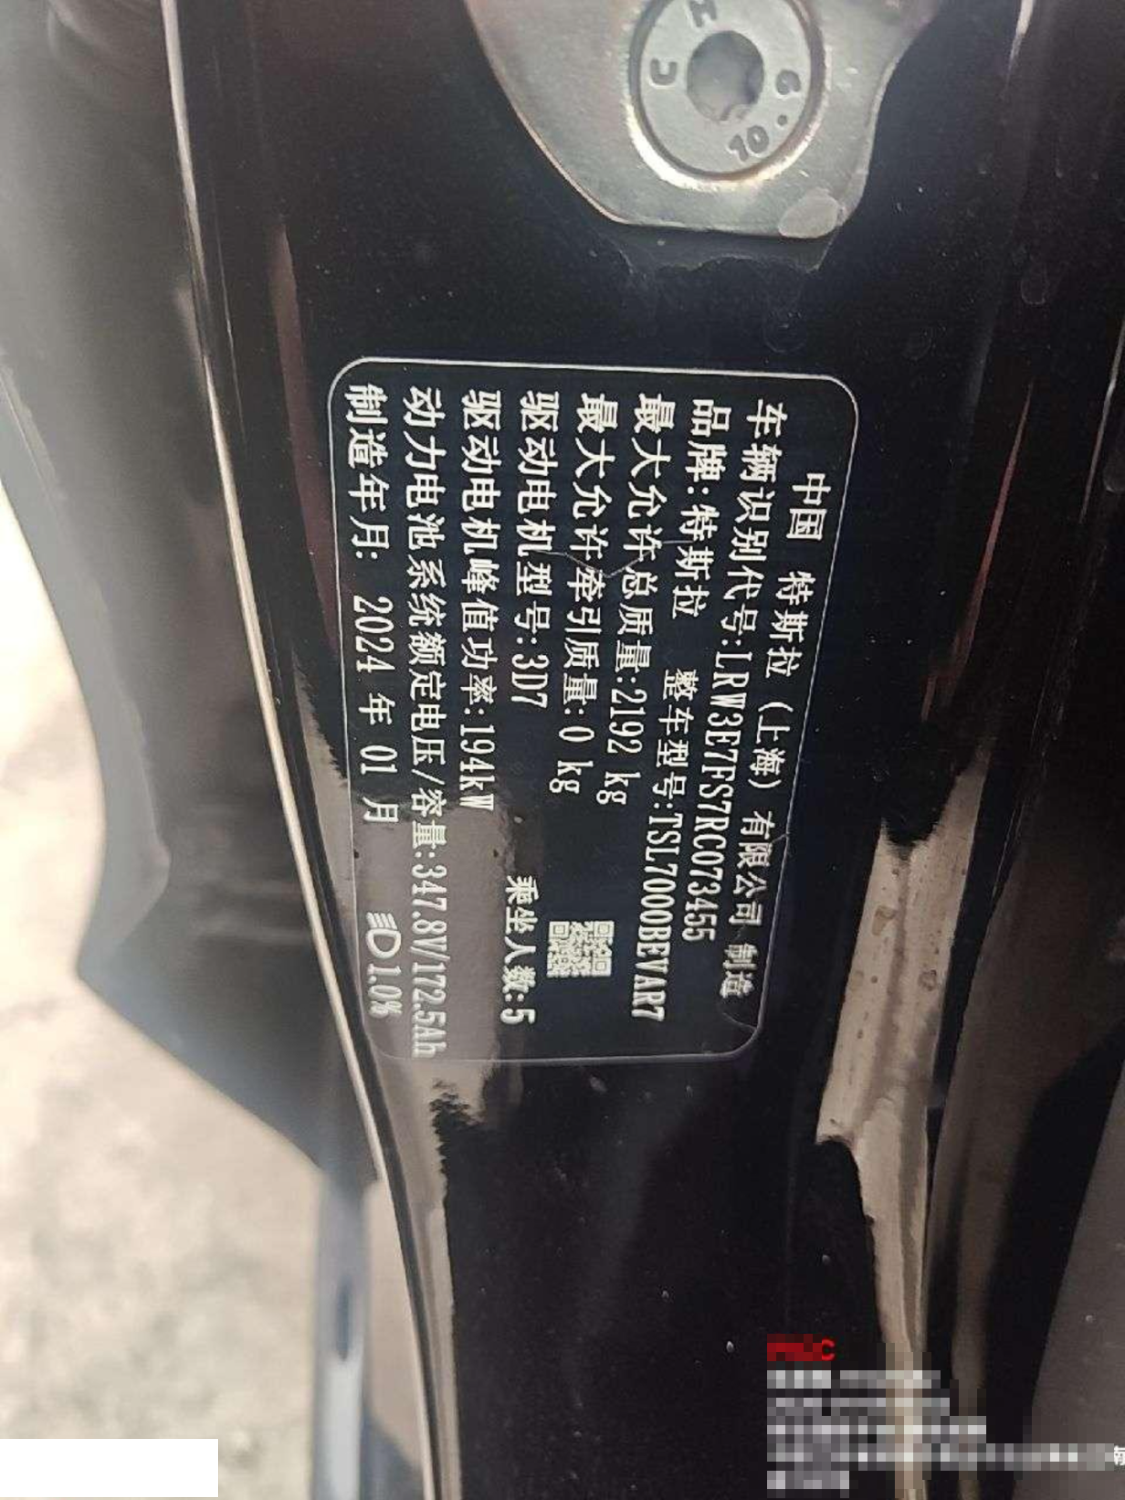 中国 特斯拉（上海）有限公司 制造
车辆识别代号:LRW3E7FS7RC073455
品牌:特斯拉 整车型号:TSL7000BEVAR7
最大允许总质量:2192 kg
最大允许牵引质量:0 kg
驱动电机型号:3D7 乘坐人数:5
驱动电机峰值功率:194kW
动力电池系统额定电压/容量:347.8V/172.5Ah
制造年月: 2024 年 01 月 1.0%
U H 10.9